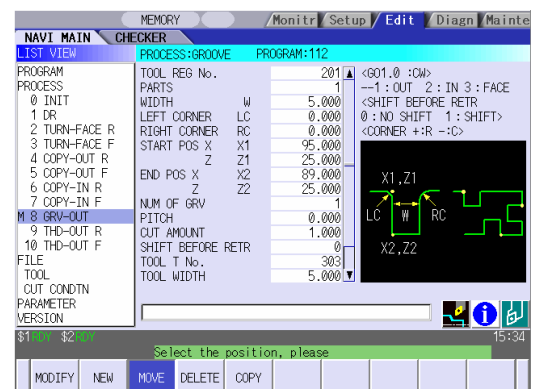 MEMORY Monitr Setup Edit Diagn Mainte
NAVI MAIN CHECKER
LIST VIEW PROCESS:GROOVE PROGRAM:112
PROGRAM
PROCESS
0 INIT
1 DR
2 TURN-FACE R
3 TURN-FACE F
4 COPY-OUT R
5 COPY-OUT F
6 COPY-IN R
7 COPY-IN F
M 8 GRV-OUT
9 THD-OUT R
10 THD-OUT F
FILE
TOOL
CUT CONDTN
PARAMETER
VERSION
TOOL REG No. 201
PARTS 1
WIDTH W 5.000
LEFT CORNER LC 0.000
RIGHT CORNER RC 0.000
START POS X X1 95.000
Z Z1 25.000
END POS X X2 89.000
Z Z2 25.000
NUM OF GRV 1
PITCH 0.000
CUT AMOUNT 1.000
SHIFT BEFORE RETR 0
TOOL T No. 303
TOOL WIDTH 5.000
<G01.0 :CW>
--1 : OUT 2 : IN 3 : FACE
<SHIFT BEFORE RETR
0 : NO SHIFT 1 : SHIFT>
<CORNER +:R -:C>
X1,Z1
LC W RC
X2,Z2
$1 RDY $2 RDY 15:34
Select the position, please
MODIFY NEW MOVE DELETE COPY